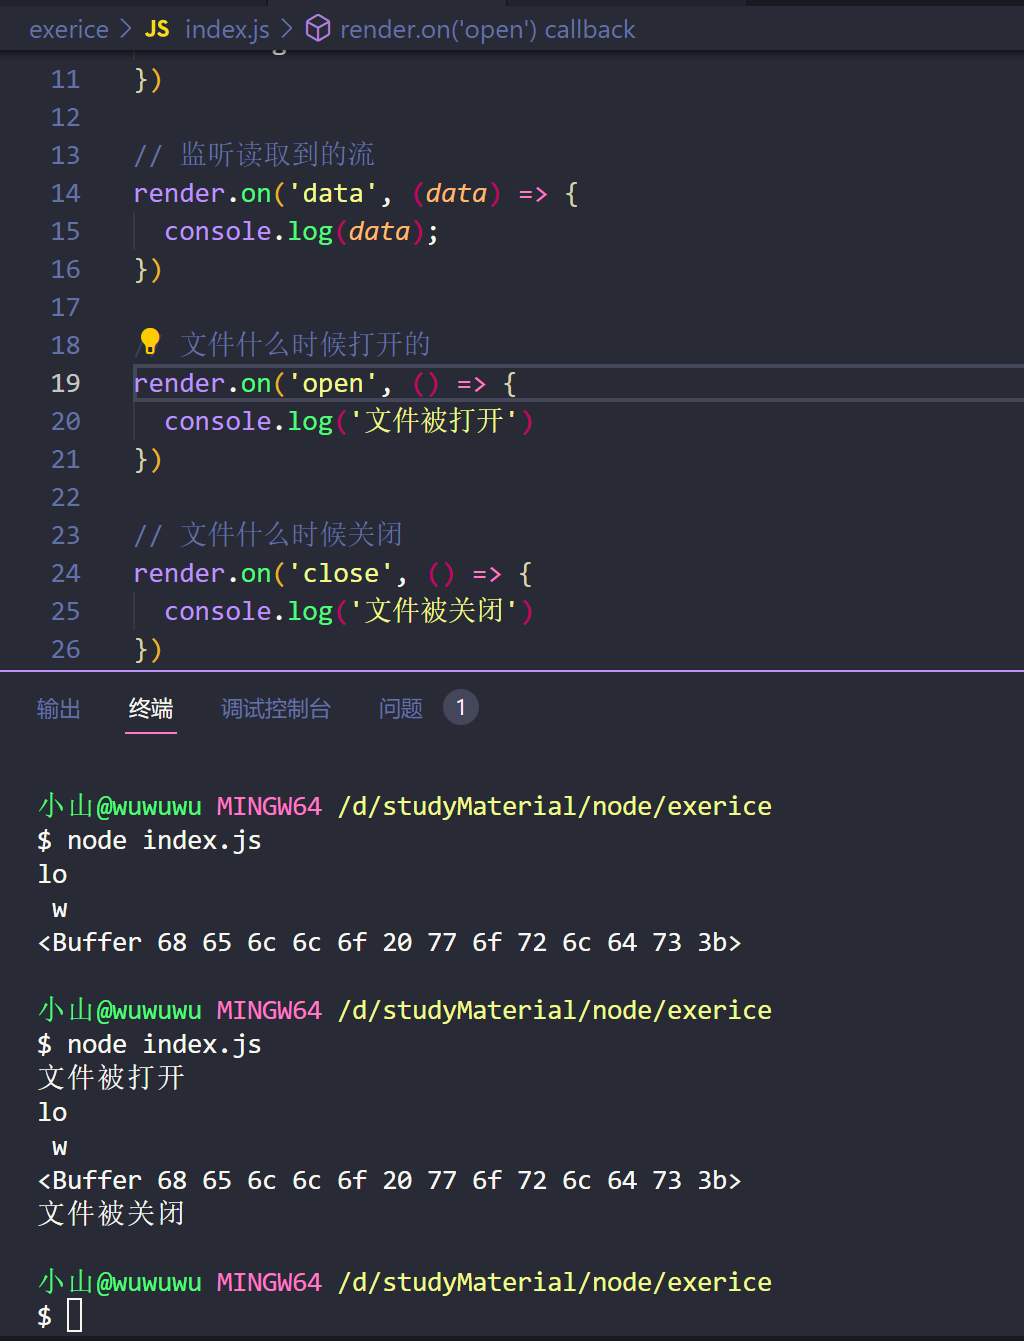 exerice > JS index.js > render.on('open') callback
11 })
12
13 // 监听读取到的流
14 render.on('data', (data) => {
15 console.log(data);
16 })
17
18 文件什么时候打开的
19 render.on('open', () => {
20 console.log('文件被打开')
21 })
22
23 // 文件什么时候关闭
24 render.on('close', () => {
25 console.log('文件被关闭')
26 })
输出 终端 调试控制台 问题 1
小山@wuwuwu MINGW64 /d/studyMaterial/node/exerice
$ node index.js
lo
w
<Buffer 68 65 6c 6c 6f 20 77 6f 72 6c 64 73 3b>
小山@wuwuwu MINGW64 /d/studyMaterial/node/exerice
$ node index.js
文件被打开
lo
w
<Buffer 68 65 6c 6c 6f 20 77 6f 72 6c 64 73 3b>
文件被关闭
小山@wuwuwu MINGW64 /d/studyMaterial/node/exerice
$